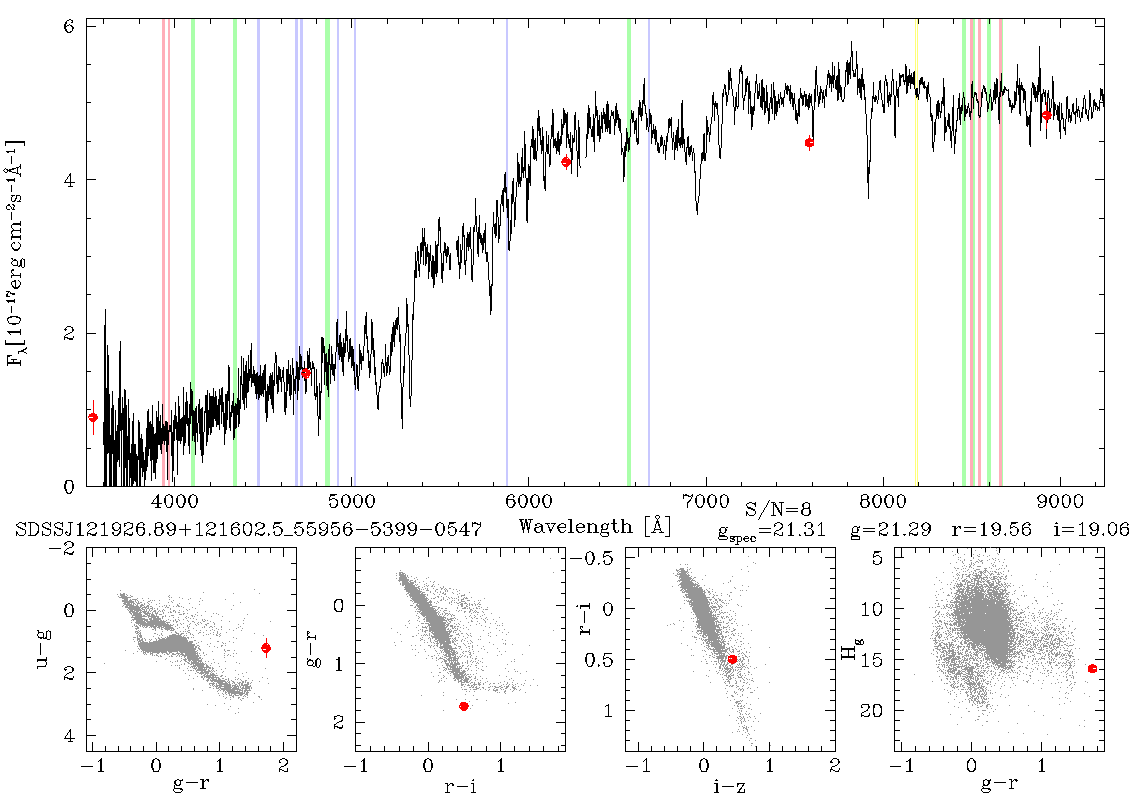 6
4
2
0
F_λ[10^−17 erg cm^−2 s^−1 Å^−1]
4000 5000 6000 7000 8000 9000
S/N=8
SDSSJ121926.89+121602.5_55956−5399−0547 Wavelength [Å] g_spec=21.31 g=21.29 r=19.56 i=19.06
−2
0
2
4
u−g
−1 0 1 2
g−r
0
1
2
g−r
−1 0 1
r−i
−0.5
0
0.5
1
r−i
−1 0 1 2
i−z
5
10
15
20
H_g
−1 0 1
g−r